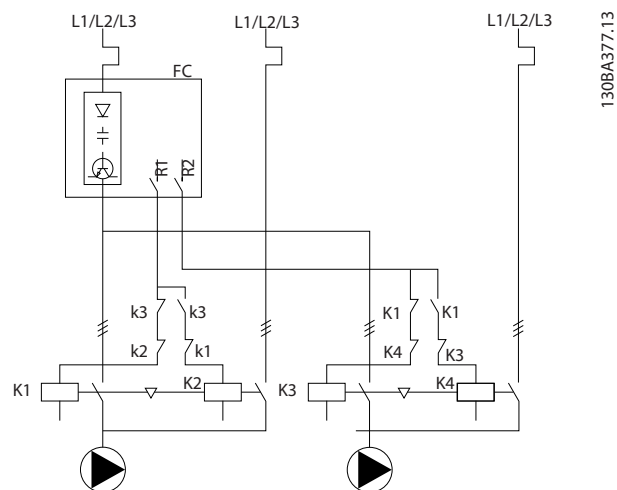 L1/L2/L3
L1/L2/L3
L1/L2/L3
130BA377.13
FC
R1
R2
k3
k3
K1
K1
k2
k1
K4
K3
K1
K2
K3
K4